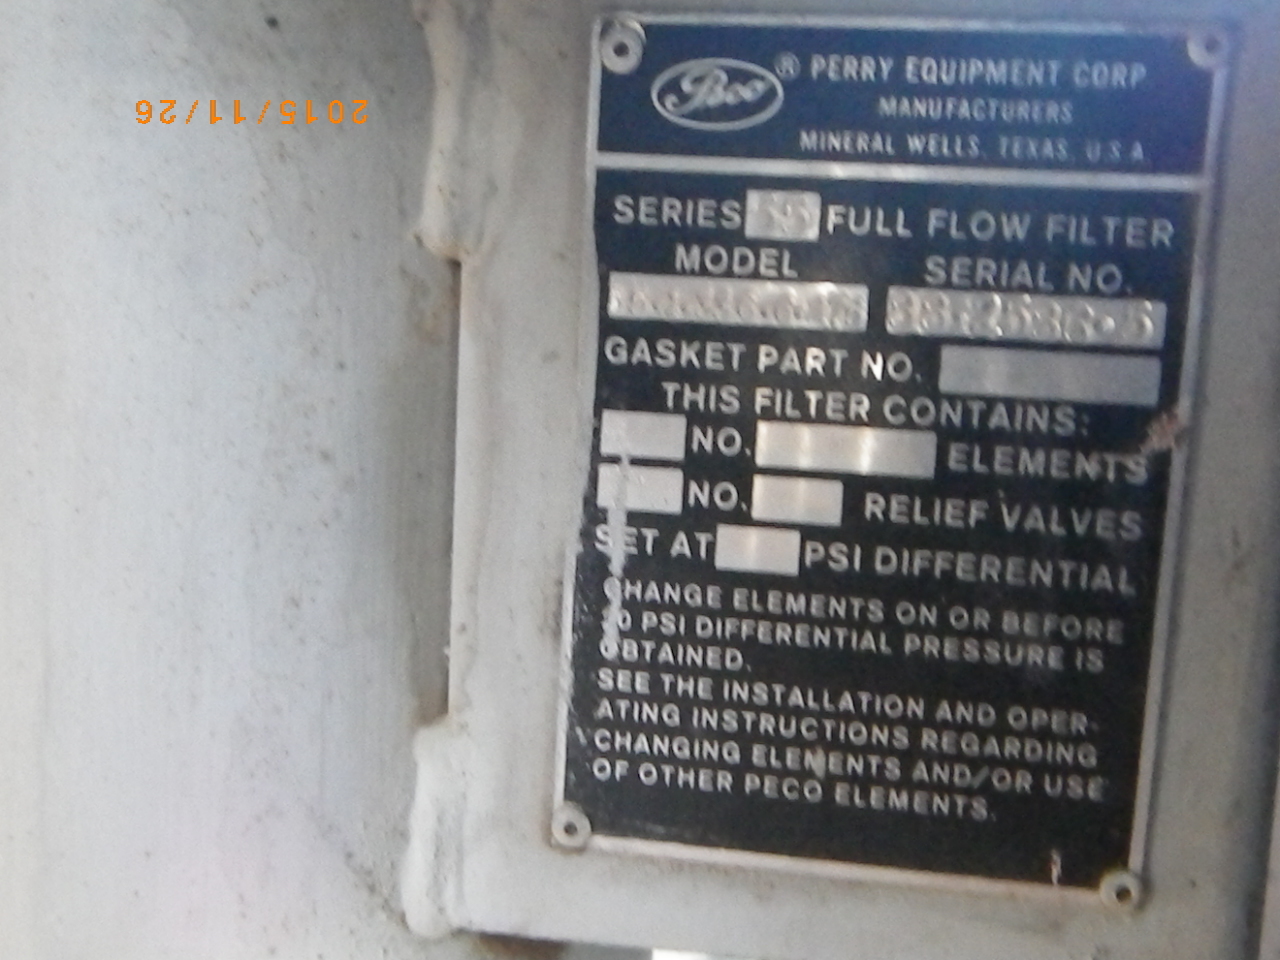 2015/11/26
Peco ® PERRY EQUIPMENT CORP
MANUFACTURERS
MINERAL WELLS, TEXAS, U.S.A.
SERIES FULL FLOW FILTER
MODEL SERIAL NO.
GASKET PART NO.
THIS FILTER CONTAINS:
NO. ELEMENTS
NO. RELIEF VALVES
SET AT PSI DIFFERENTIAL
CHANGE ELEMENTS ON OR BEFORE
20 PSI DIFFERENTIAL PRESSURE IS
OBTAINED.
SEE THE INSTALLATION AND OPER-
ATING INSTRUCTIONS REGARDING
CHANGING ELEMENTS AND/OR USE
OF OTHER PECO ELEMENTS.